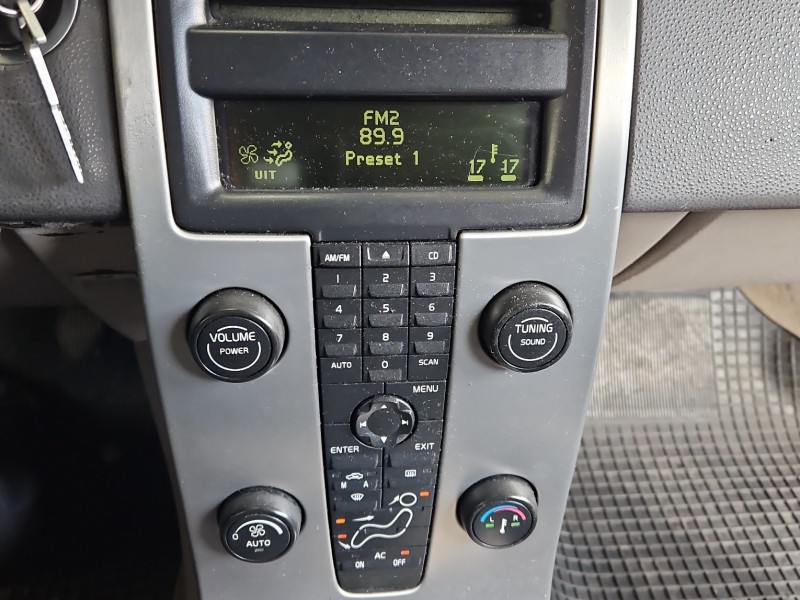 FM2
89.9
Preset 1
UIT
17 17
AM/FM CD
1 2 3
4 5 6
7 8 9
AUTO 0 SCAN
VOLUME
POWER
TUNING
SOUND
MENU
ENTER EXIT
M A
AUTO
0
L R
AC
ON OFF